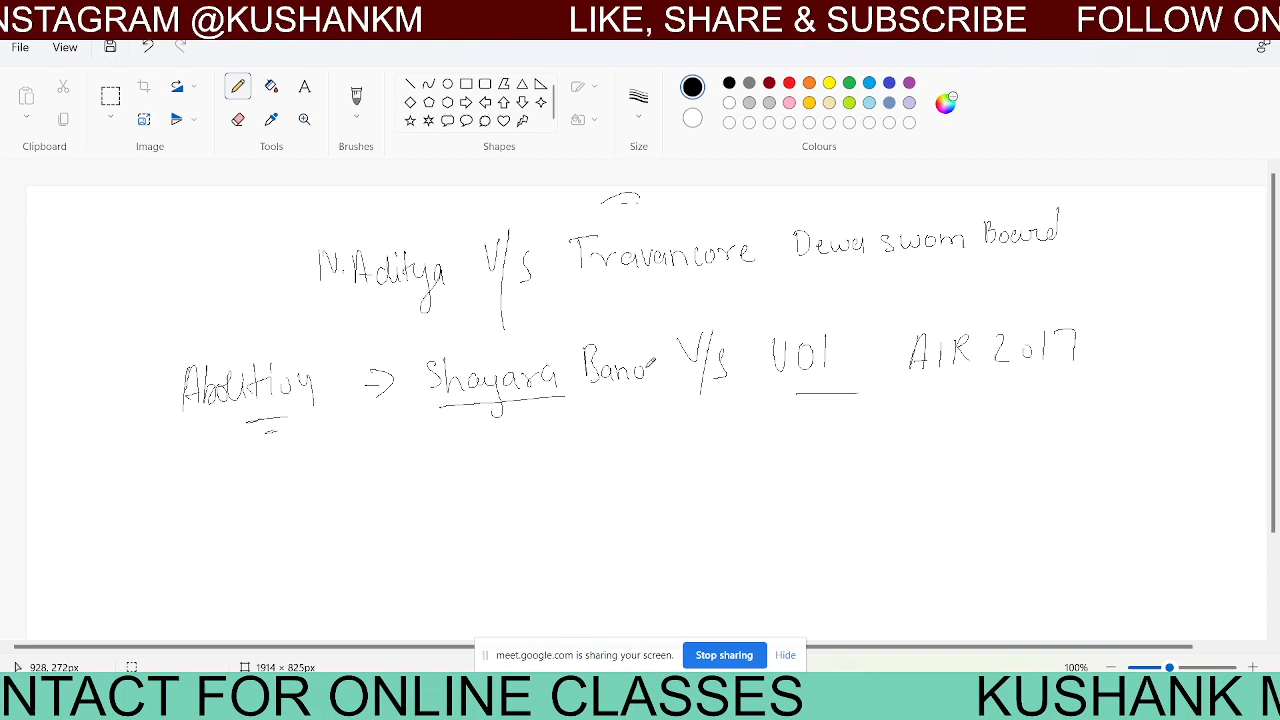 NSTAGRAM @KUSHANKM LIKE, SHARE & SUBSCRIBE FOLLOW ON
File View
Clipboard Image Tools Brushes Shapes Size Colours
N. Aditya V/s Travancore Dewaswom Board
Abolition → Shayara Bano V/s UOI AIR 2017
meet.google.com is sharing your screen. Stop sharing Hide
28, 272px 1914 × 825px 100%
NTACT FOR ONLINE CLASSES KUSHANK M